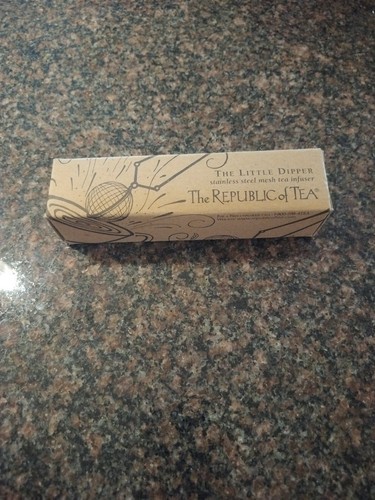 THE LITTLE DIPPER
stainless steel mesh tea infuser
The REPUBLIC of TEA®